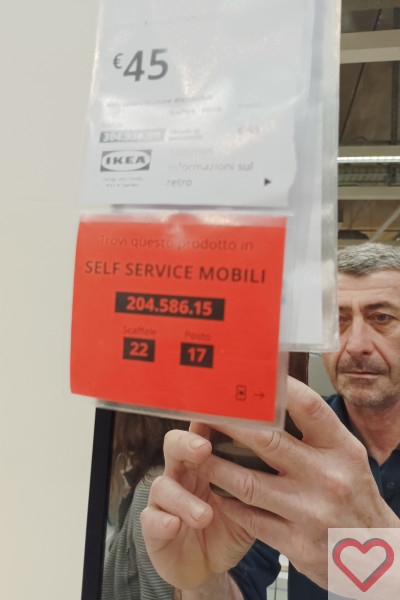 €45
IKEA
Informazioni sul
retro
Trovi questo prodotto in
SELF SERVICE MOBILI
204.586.15
Scaffale Posto
22 17